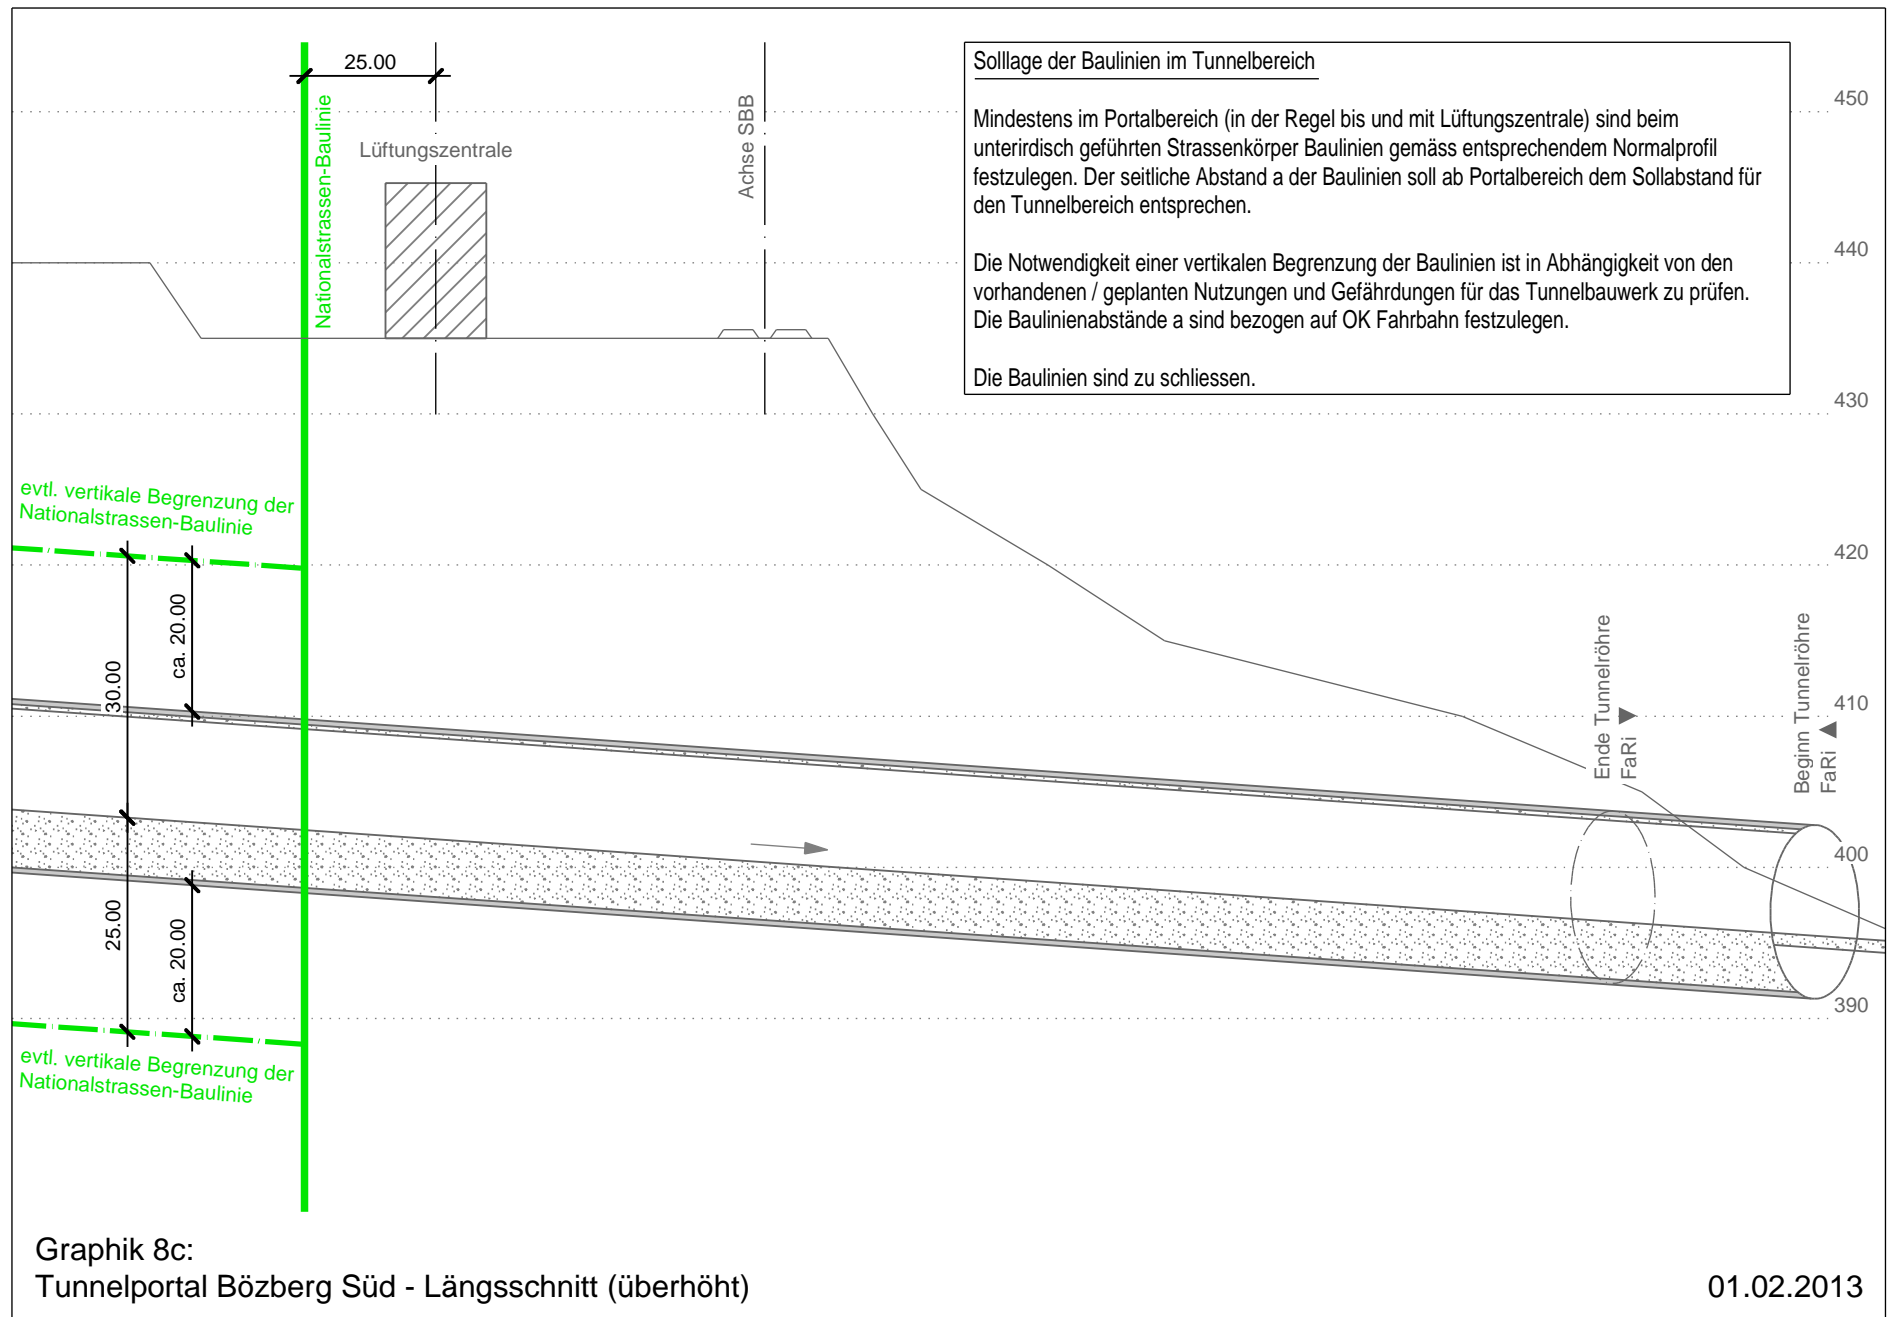 25.00
Nationalstrassen-Baulinie
Lüftungszentrale
Achse SBB
Solllage der Baulinien im Tunnelbereich
Mindestens im Portalbereich (in der Regel bis und mit Lüftungszentrale) sind beim
unterirdisch geführten Strassenkörper Baulinien gemäss entsprechendem Normalprofil
festzulegen. Der seitliche Abstand a der Baulinien soll ab Portalbereich dem Sollabstand für
den Tunnelbereich entsprechen.
Die Notwendigkeit einer vertikalen Begrenzung der Baulinien ist in Abhängigkeit von den
vorhandenen / geplanten Nutzungen und Gefährdungen für das Tunnelbauwerk zu prüfen.
Die Baulinienabstände a sind bezogen auf OK Fahrbahn festzulegen.
Die Baulinien sind zu schliessen.
450
440
430
420
410
400
390
evtl. vertikale Begrenzung der
Nationalstrassen-Baulinie
ca. 20.00
30.00
25.00
ca. 20.00
evtl. vertikale Begrenzung der
Nationalstrassen-Baulinie
Ende Tunnelröhre
FaRi
Beginn Tunnelröhre
FaRi
Graphik 8c:
Tunnelportal Bözberg Süd - Längsschnitt (überhöht)
01.02.2013